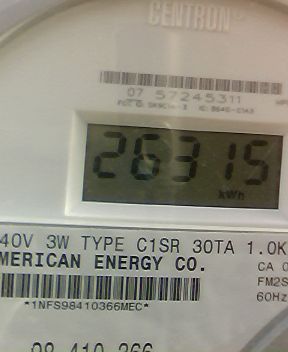 CENTRON®
07 57245311
26315
kWh
40V 3W TYPE C1SR 30TA 1.0K
MERICAN ENERGY CO.
CA 0
FM2S
60Hz
*1NFS98410366MEC*
98 410 366